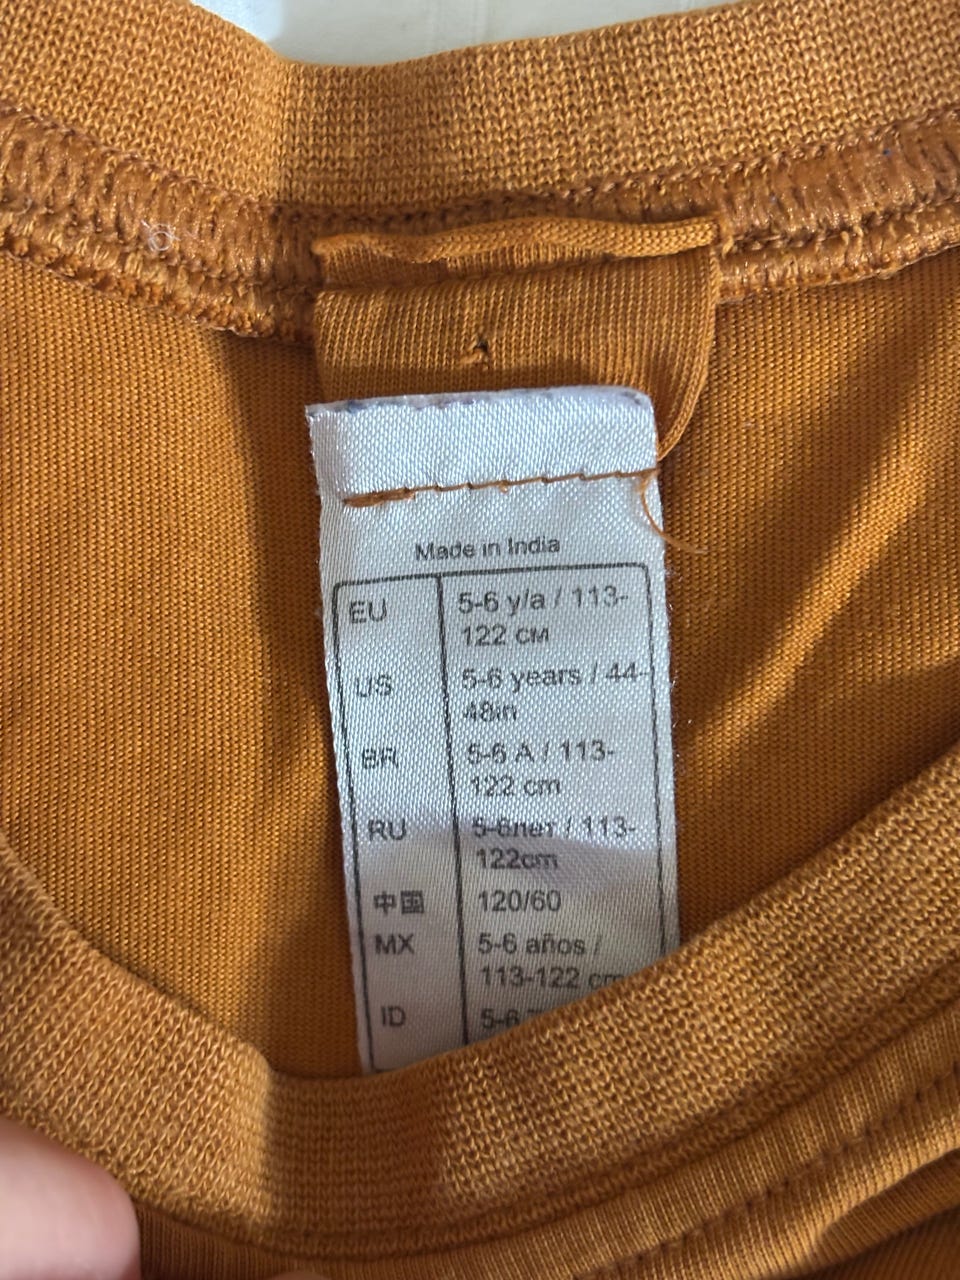 Made in India
EU 5-6 y/a / 113-
122 см
US 5-6 years / 44-
48in
BR 5-6 A / 113-
122 cm
RU 5-6лет / 113-
122cm
中国 120/60
MX 5-6 años /
113-122 cm
ID 5-6